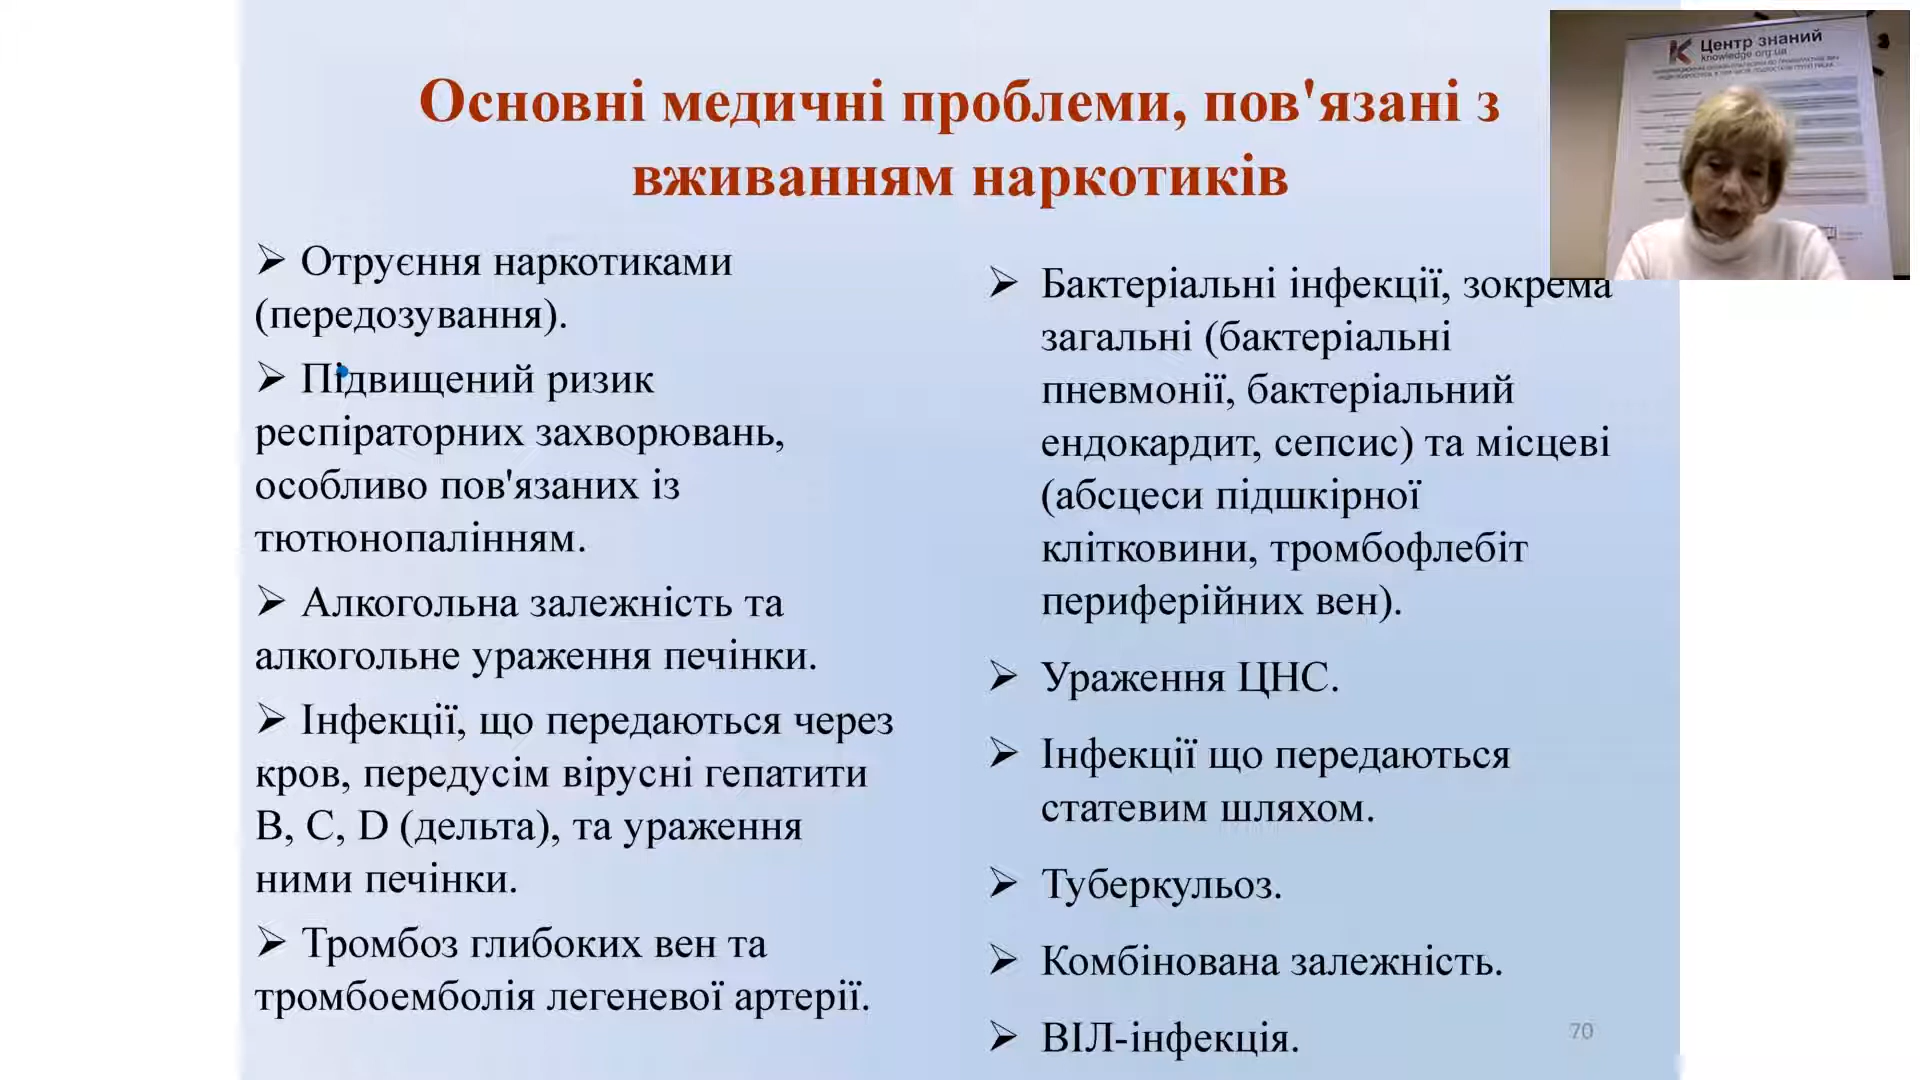 Основні медичні проблеми, пов'язані з
вживанням наркотиків
➢ Отруєння наркотиками
(передозування).
➢ Підвищений ризик
респіраторних захворювань,
особливо пов'язаних із
тютюнопалінням.
➢ Алкогольна залежність та
алкогольне ураження печінки.
➢ Інфекції, що передаються через
кров, передусім вірусні гепатити
В, С, D (дельта), та ураження
ними печінки.
➢ Тромбоз глибоких вен та
тромбоемболія легеневої артерії.
➢ Бактеріальні інфекції, зокрема
загальні (бактеріальні
пневмонії, бактеріальний
ендокардит, сепсис) та місцеві
(абсцеси підшкірної
клітковини, тромбофлебіт
периферійних вен).
➢ Ураження ЦНС.
➢ Інфекції що передаються
статевим шляхом.
➢ Туберкульоз.
➢ Комбінована залежність.
➢ ВІЛ-інфекція.
70
Центр знаний
knowledge.org.ua